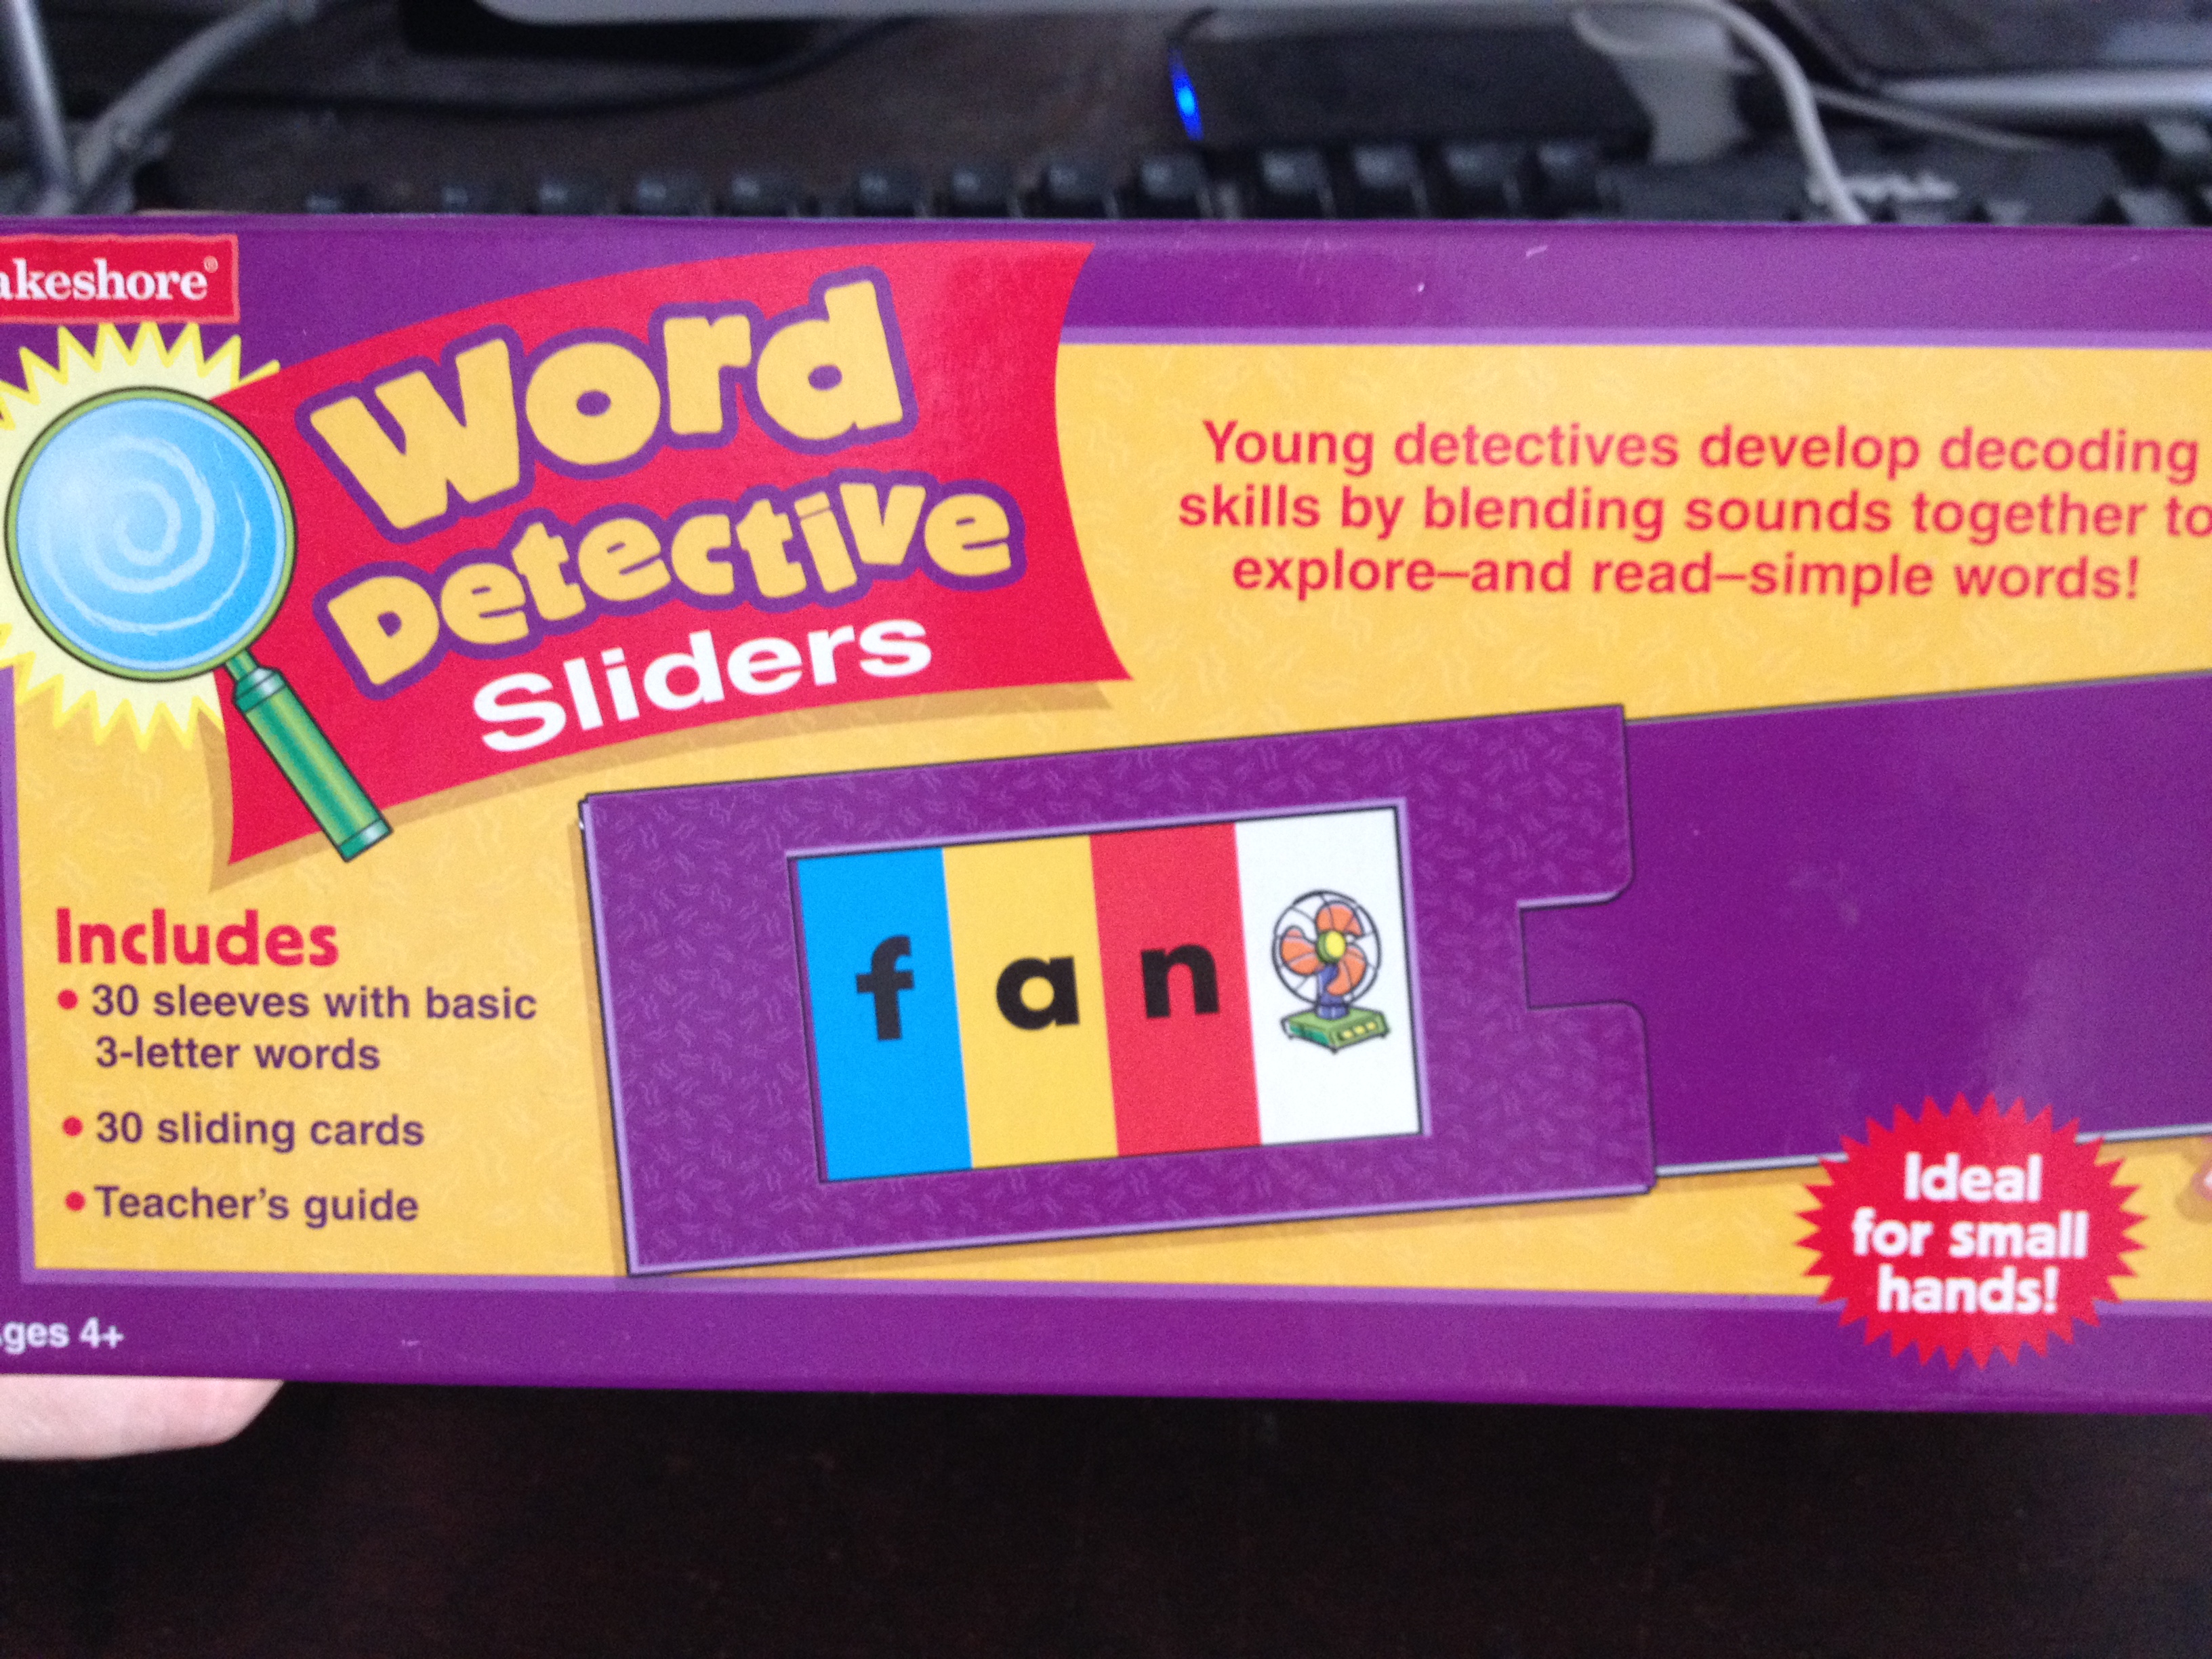 akeshore®
Word
Detective
Sliders
Young detectives develop decoding
skills by blending sounds together to
explore–and read–simple words!
Includes
• 30 sleeves with basic
3-letter words
• 30 sliding cards
• Teacher's guide
f a n
Ideal
for small
hands!
ges 4+